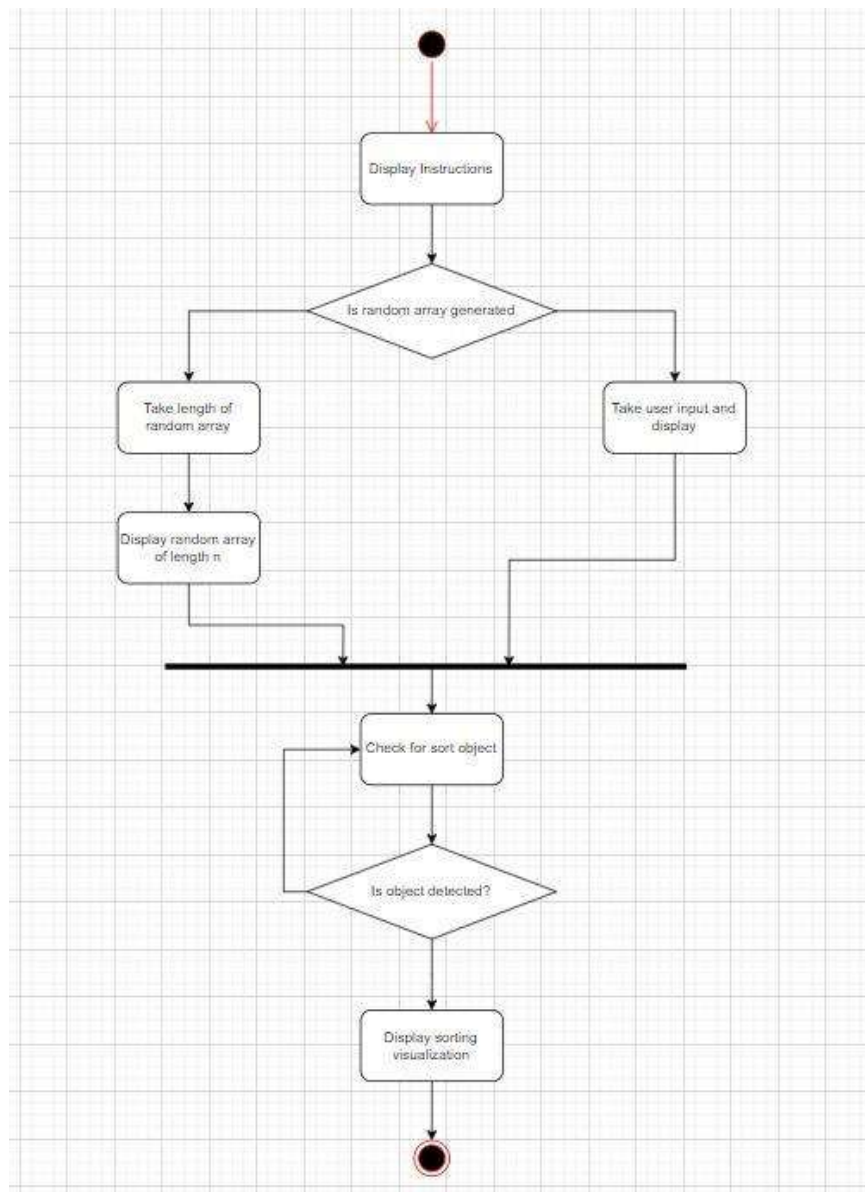 Display Instructions
Is random array generated
Take length of
random array
Take user input and
display
Display random array
of length n
Check for sort object
Is object detected?
Display sorting
visualization